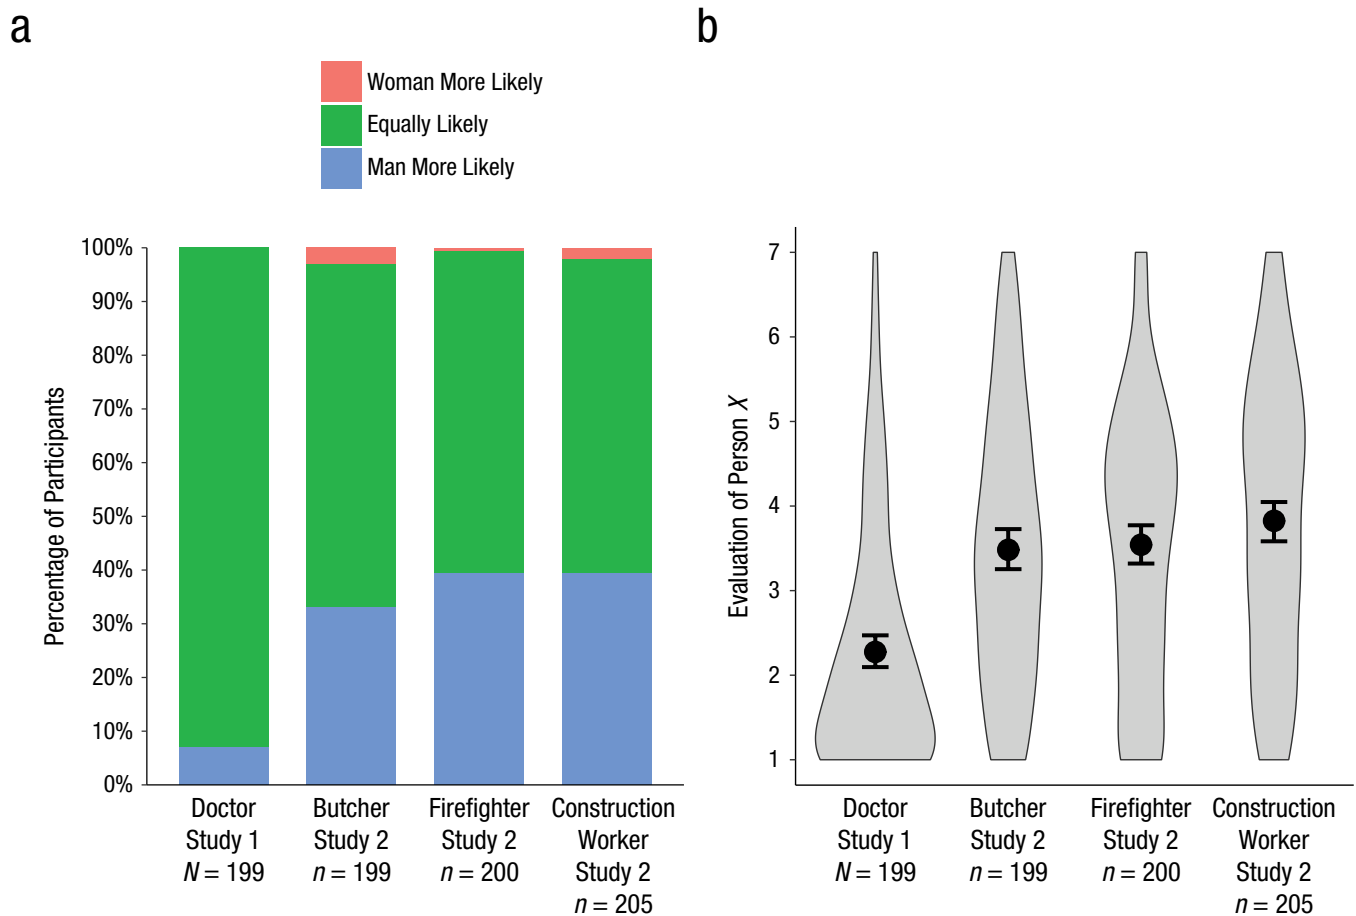 a
Woman More Likely
Equally Likely
Man More Likely
Percentage of Participants
100%
90%
80%
70%
60%
50%
40%
30%
20%
10%
0%
Doctor
Study 1
N = 199
Butcher
Study 2
n = 199
Firefighter
Study 2
n = 200
Construction
Worker
Study 2
n = 205
b
Evaluation of Person X
7
6
5
4
3
2
1
Doctor
Study 1
N = 199
Butcher
Study 2
n = 199
Firefighter
Study 2
n = 200
Construction
Worker
Study 2
n = 205